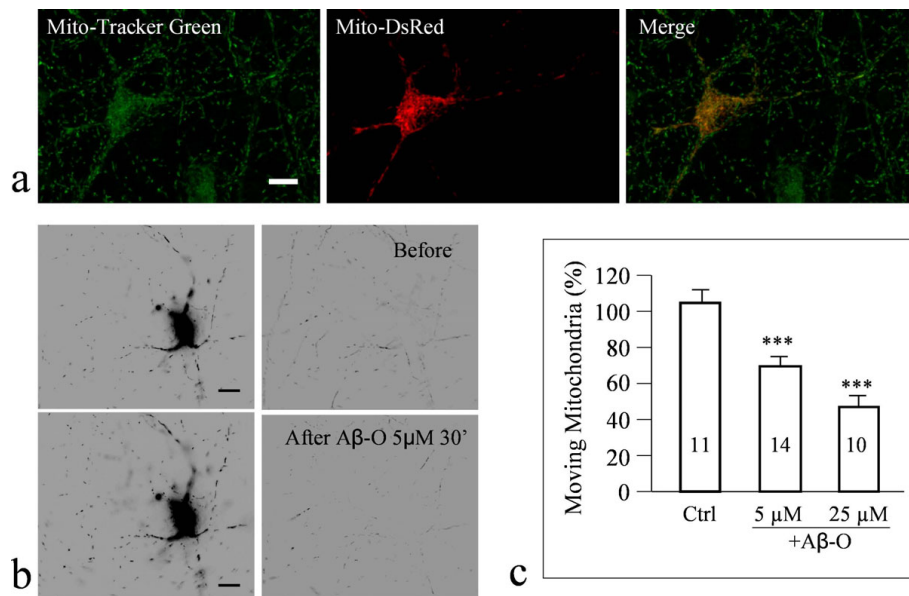 Mito-Tracker Green
Mito-DsRed
Merge
a
Before
After Aβ-O 5μM 30'
b
Moving Mitochondria (%)
120
100
80
60
40
20
0
***
***
11
14
10
Ctrl
5 µM
25 µM
+Aβ-O
c